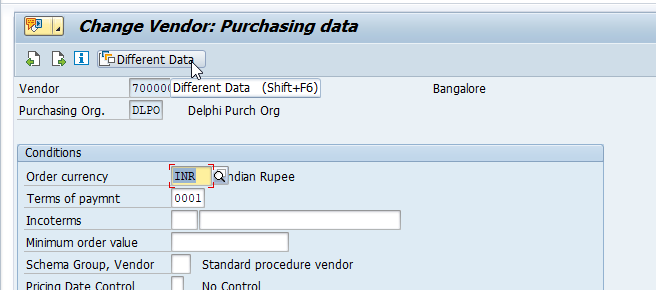 Change Vendor: Purchasing data
Different Data
Vendor 70000 Different Data (Shift+F6) Bangalore
Purchasing Org. DLPO Delphi Purch Org
Conditions
Order currency INR ndian Rupee
Terms of paymnt 0001
Incoterms
Minimum order value
Schema Group, Vendor Standard procedure vendor
Pricing Date Control No Control